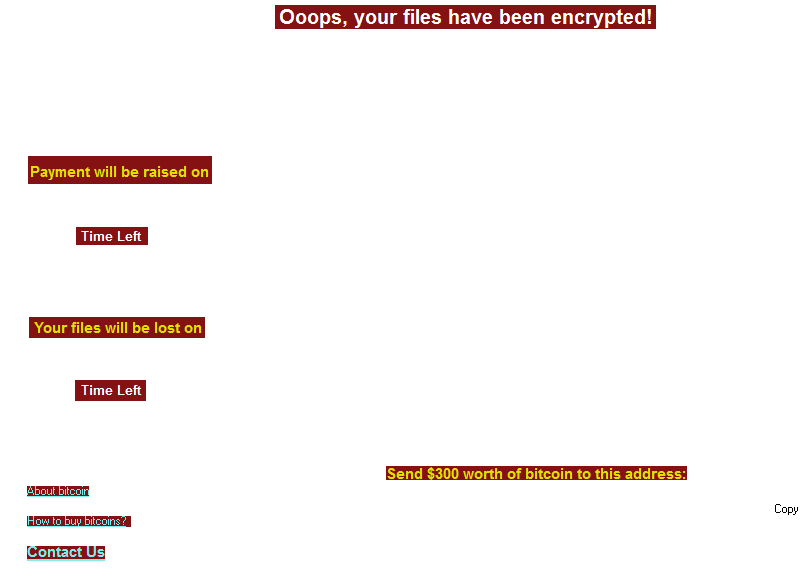 Ooops, your files have been encrypted!
Payment will be raised on
Time Left
Your files will be lost on
Time Left
Send $300 worth of bitcoin to this address:
About bitcoin
Copy
How to buy bitcoins?
Contact Us